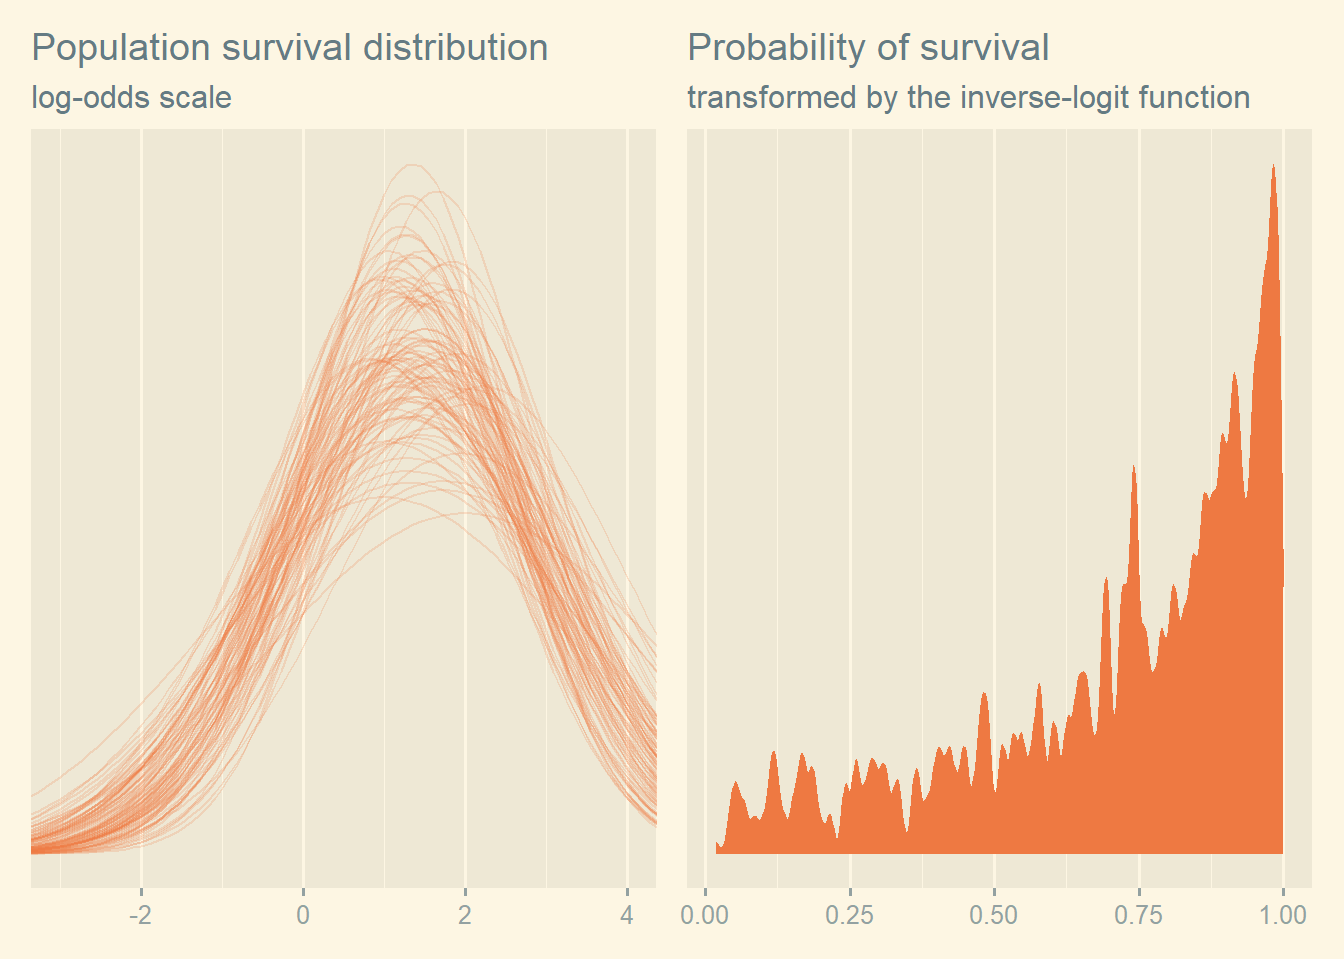 Population survival distribution
log-odds scale
-2 0 2 4
Probability of survival
transformed by the inverse-logit function
0.00 0.25 0.50 0.75 1.00